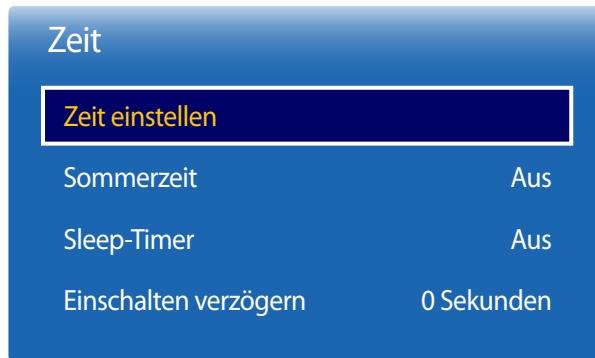 Zeit
Zeit einstellen
Sommerzeit Aus
Sleep-Timer Aus
Einschalten verzögern 0 Sekunden